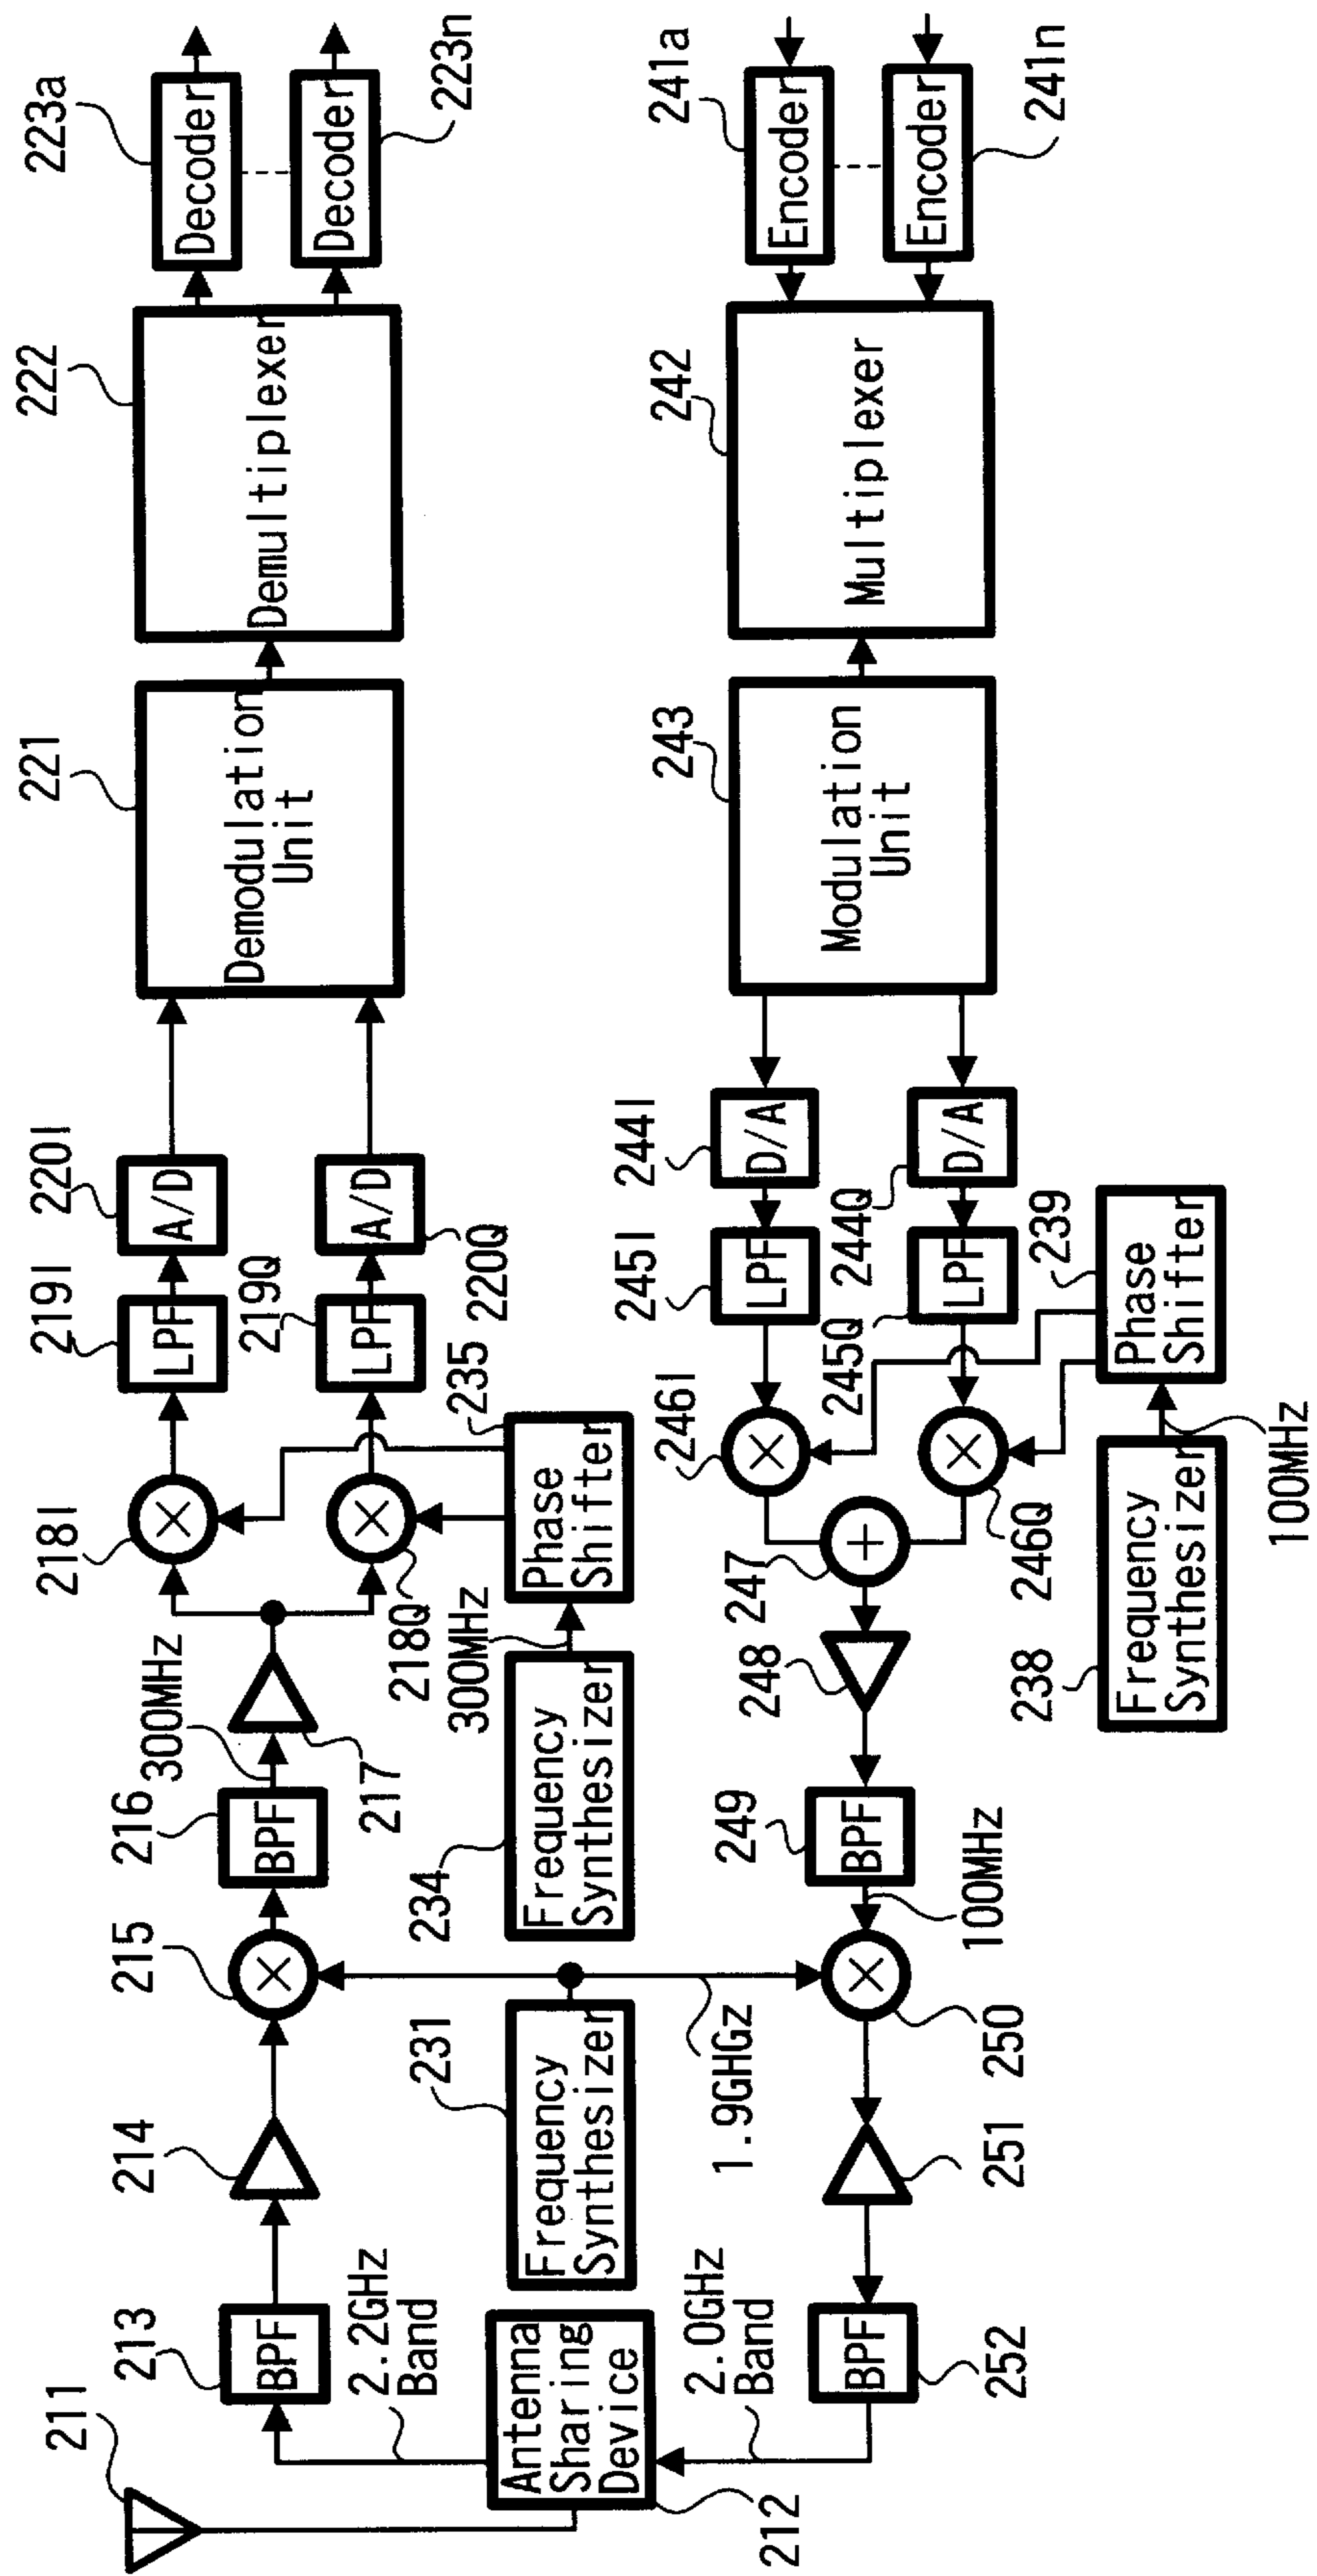 211
213
BPF
214
215
216
BPF
300MHz
217
218I
218Q
219I
LPF
219Q
LPF
220I
A/D
220Q
A/D
221
Demodulation
Unit
222
Demultiplexer
223a
Decoder
Decoder
223n
2.2GHz
Band
Antenna
Sharing
Device
212
2.0GHz
Band
231
Frequency
Synthesizer
1.9GHGz
234
Frequency
Synthesizer
300MHz
235
Phase
Shifter
252
BPF
251
250
100MHz
249
BPF
248
247
246I
246Q
245I
LPF
245Q
LPF
244I
D/A
244Q
D/A
243
Modulation
Unit
242
Multiplexer
241a
Encoder
Encoder
241n
238
Frequency
Synthesizer
100MHz
239
Phase
Shifter